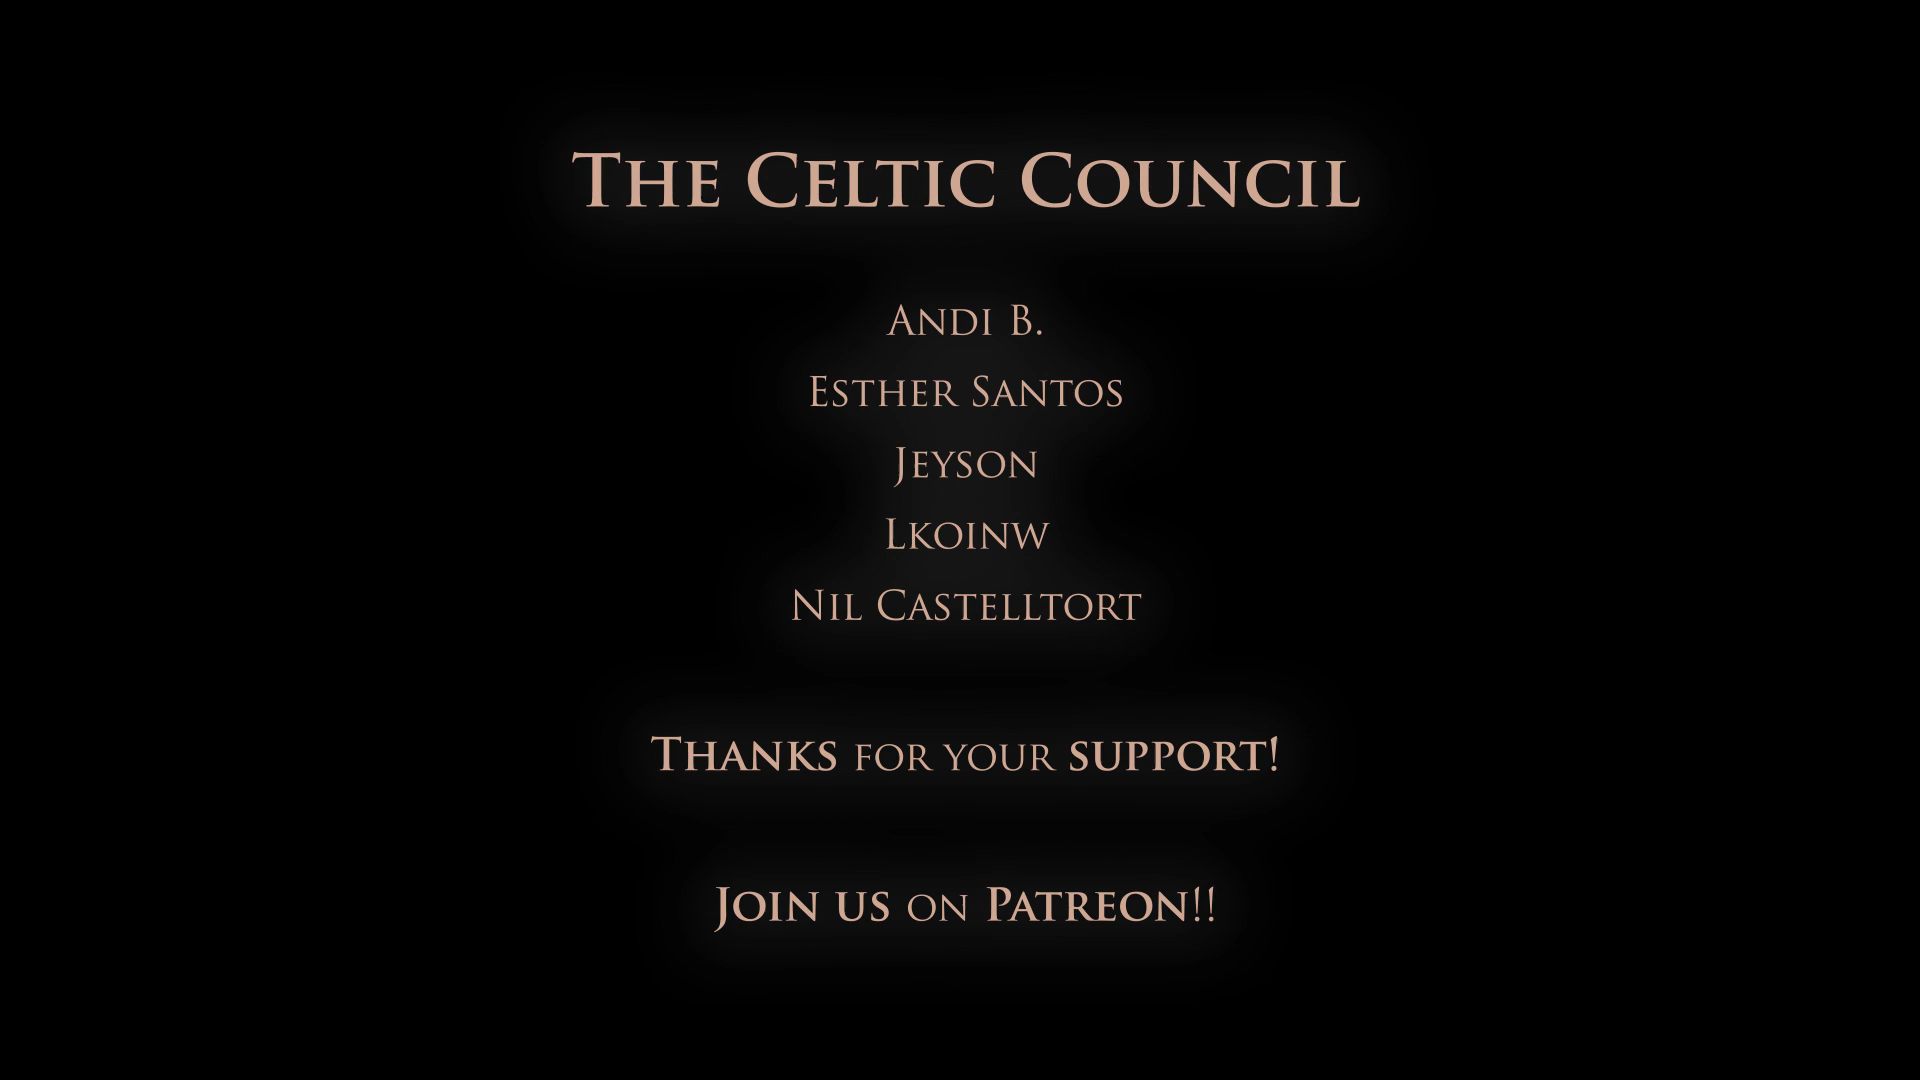 The Celtic Council
Andi B.
Esther Santos
Jeyson
Lkoinw
Nil Castelltort
Thanks for your support!
Join us on Patreon!!